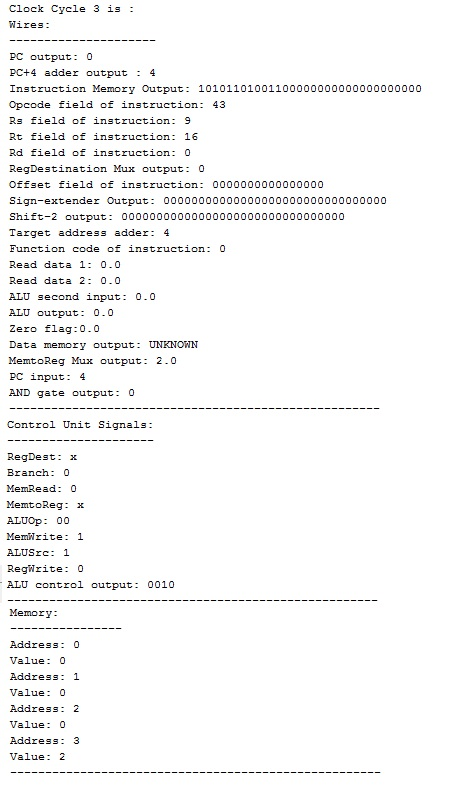 Clock Cycle 3 is :
Wires:
---------------------
PC output: 0
PC+4 adder output : 4
Instruction Memory Output: 10101101001100000000000000000000
Opcode field of instruction: 43
Rs field of instruction: 9
Rt field of instruction: 16
Rd field of instruction: 0
RegDestination Mux output: 0
Offset field of instruction: 0000000000000000
Sign-extender Output: 00000000000000000000000000000000
Shift-2 output: 00000000000000000000000000000000
Target address adder: 4
Function code of instruction: 0
Read data 1: 0.0
Read data 2: 0.0
ALU second input: 0.0
ALU output: 0.0
Zero flag:0.0
Data memory output: UNKNOWN
MemtoReg Mux output: 2.0
PC input: 4
AND gate output: 0
-----------------------------------------------------
Control Unit Signals:
---------------------
RegDest: x
Branch: 0
MemRead: 0
MemtoReg: x
ALUOp: 00
MemWrite: 1
ALUSrc: 1
RegWrite: 0
ALU control output: 0010
-----------------------------------------------------
Memory:
----------------
Address: 0
Value: 0
Address: 1
Value: 0
Address: 2
Value: 0
Address: 3
Value: 2
-----------------------------------------------------